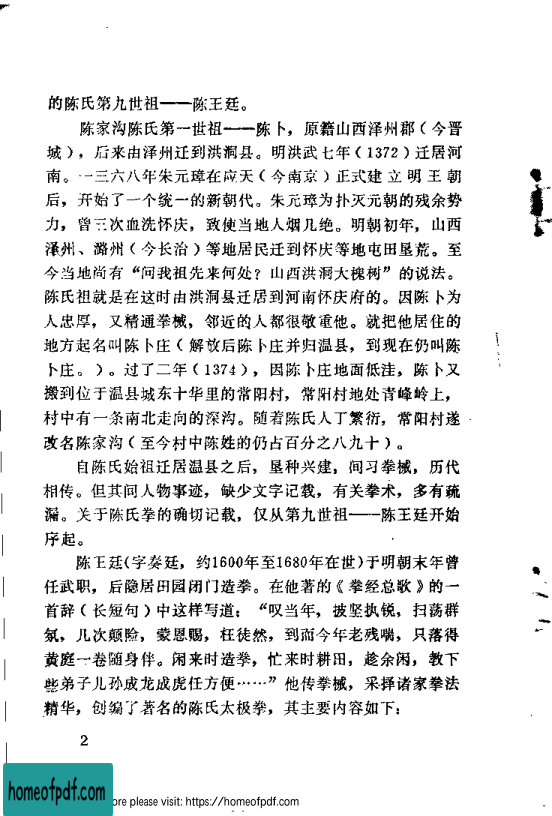 的陈氏第九世祖——陈王廷。
陈家沟陈氏第一世祖——陈卜，原籍山西泽州郡（今晋
城），后来由泽州迁到洪洞县。明洪武七年（1372）迁居河
南。一三六八年朱元璋在应天（今南京）正式建立明王朝
后，开始了一个统一的新朝代。朱元璋为扑灭元朝的残余势
力，曾三次血洗怀庆，致使当地人烟几绝。明朝初年，山西
泽州、潞州（今长治）等地居民迁到怀庆等地屯田垦荒。至
今当地尚有“问我祖先来何处？山西洪洞大槐树”的说法。
陈氏祖就是在这时由洪洞县迁居到河南怀庆府的。因陈卜为
人忠厚，又精通拳械，邻近的人都很敬重他。就把他居住的
地方起名叫陈卜庄（解放后陈卜庄并归温县，到现在仍叫陈
卜庄。）。过了二年（1374），因陈卜庄地面低洼，陈卜又
搬到位于温县城东十华里的常阳村，常阳村地处青峰岭上，
村中有一条南北走向的深沟。随着陈氏人丁繁衍，常阳村遂
改名陈家沟（至今村中陈姓的仍占百分之八九十）。
自陈氏始祖迁居温县之后，垦种兴建，间习拳械，历代
相传。但其间人物事迹，缺少文字记载，有关拳术，多有疏
漏。关于陈氏拳的确切记载，仅从第九世祖——陈王廷开始
序起。
陈王廷(字奏廷，约1600年至1680年在世)于明朝末年曾
任武职，后隐居田园闭门造拳。在他著的《拳经总歌》的一
首辞（长短句）中这样写道：“叹当年，披坚执锐，扫荡群
氛，几次颠险，蒙恩赐，枉徒然，到而今年老残喘，只落得
黄庭一卷随身伴。闲来时造拳，忙来时耕田，趁余闲，教下
些弟子儿孙成龙成虎任方便……”他传拳械，采择诸家拳法
精华，创编了著名的陈氏太极拳，其主要内容如下：
2
homeofpdf.com
ore please visit: https://homeofpdf.com